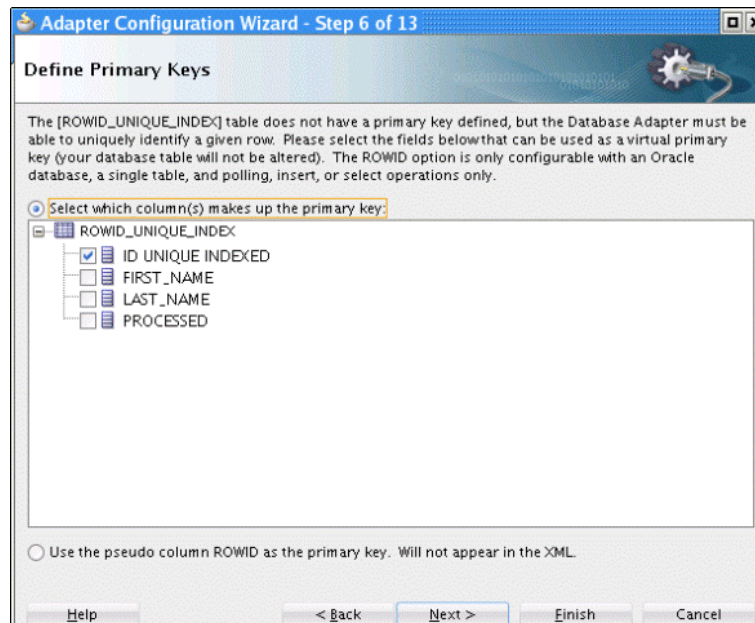 Adapter Configuration Wizard - Step 6 of 13
Define Primary Keys
The [ROWID_UNIQUE_INDEX] table does not have a primary key defined, but the Database Adapter must be
able to uniquely identify a given row. Please select the fields below that can be used as a virtual primary
key (your database table will not be altered). The ROWID option is only configurable with an Oracle
database, a single table, and polling, insert, or select operations only.
Select which column(s) makes up the primary key:
ROWID_UNIQUE_INDEX
ID UNIQUE INDEXED
FIRST_NAME
LAST_NAME
PROCESSED
Use the pseudo column ROWID as the primary key. Will not appear in the XML.
Help < Back Next > Finish Cancel